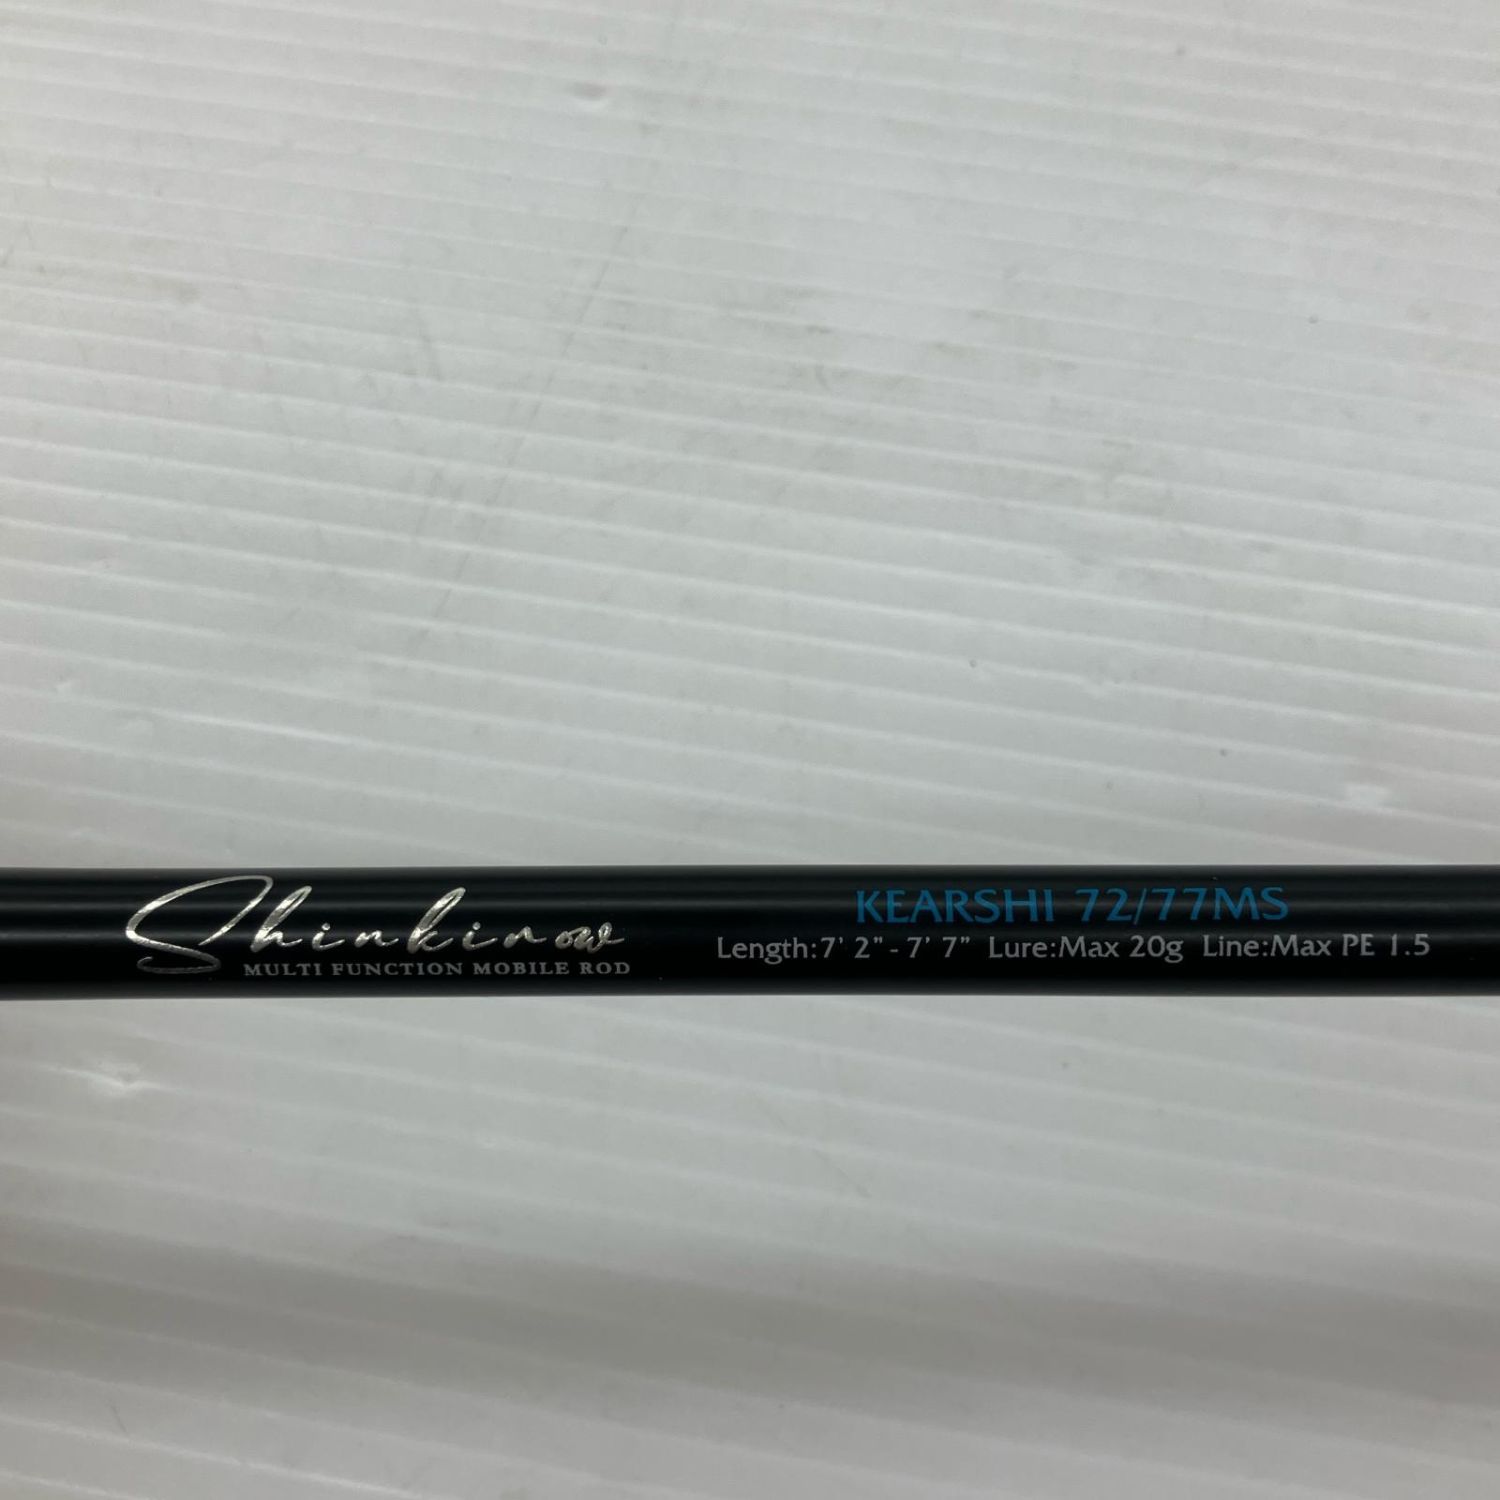 Shinkirow
MULTI FUNCTION MOBILE ROD
KEARSHI 72/77MS
Length:7' 2" - 7' 7" Lure:Max 20g Line:Max PE 1.5